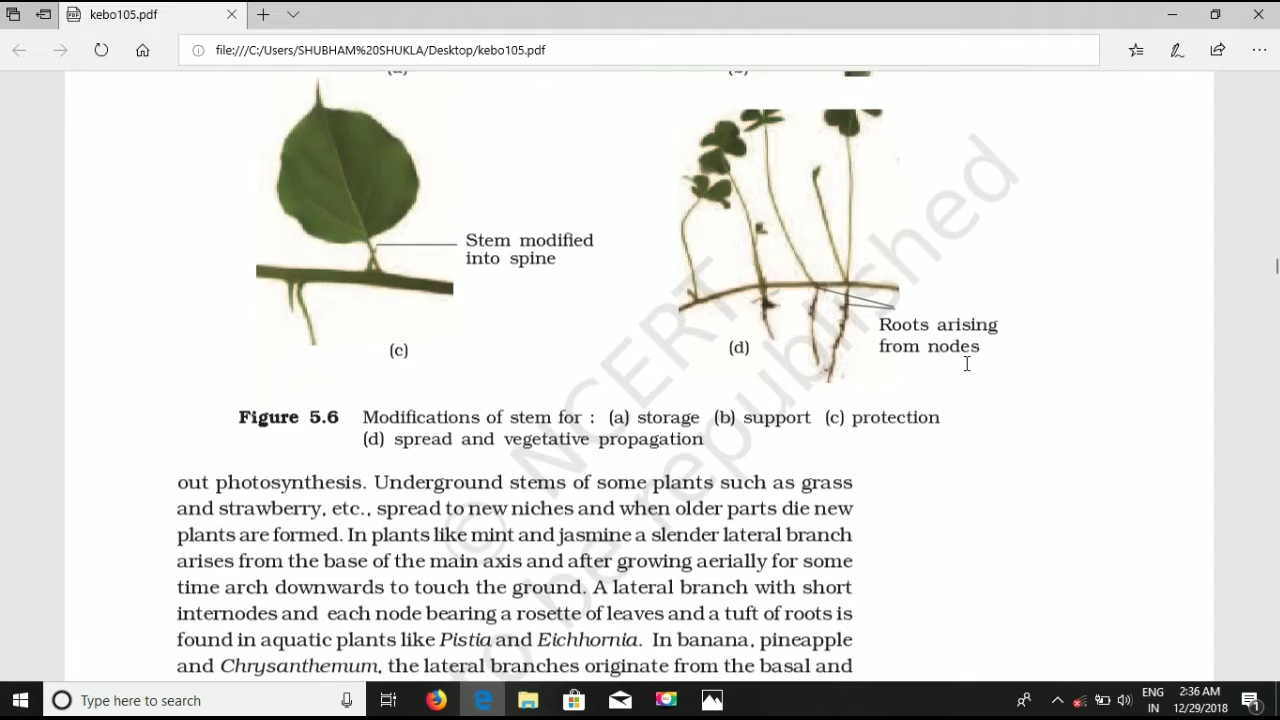 kebo105.pdf
file:///C:/Users/SHUBHAM%20SHUKLA/Desktop/kebo105.pdf
Stem modified
into spine
Roots arising
from nodes
(c)
(d)
Figure 5.6 Modifications of stem for : (a) storage (b) support (c) protection
(d) spread and vegetative propagation
out photosynthesis. Underground stems of some plants such as grass
and strawberry, etc., spread to new niches and when older parts die new
plants are formed. In plants like mint and jasmine a slender lateral branch
arises from the base of the main axis and after growing aerially for some
time arch downwards to touch the ground. A lateral branch with short
internodes and each node bearing a rosette of leaves and a tuft of roots is
found in aquatic plants like Pistia and Eichhornia. In banana, pineapple
and Chrysanthemum, the lateral branches originate from the basal and
© NCERT
to be republished
Type here to search
ENG
IN
2:36 AM
12/29/2018
1